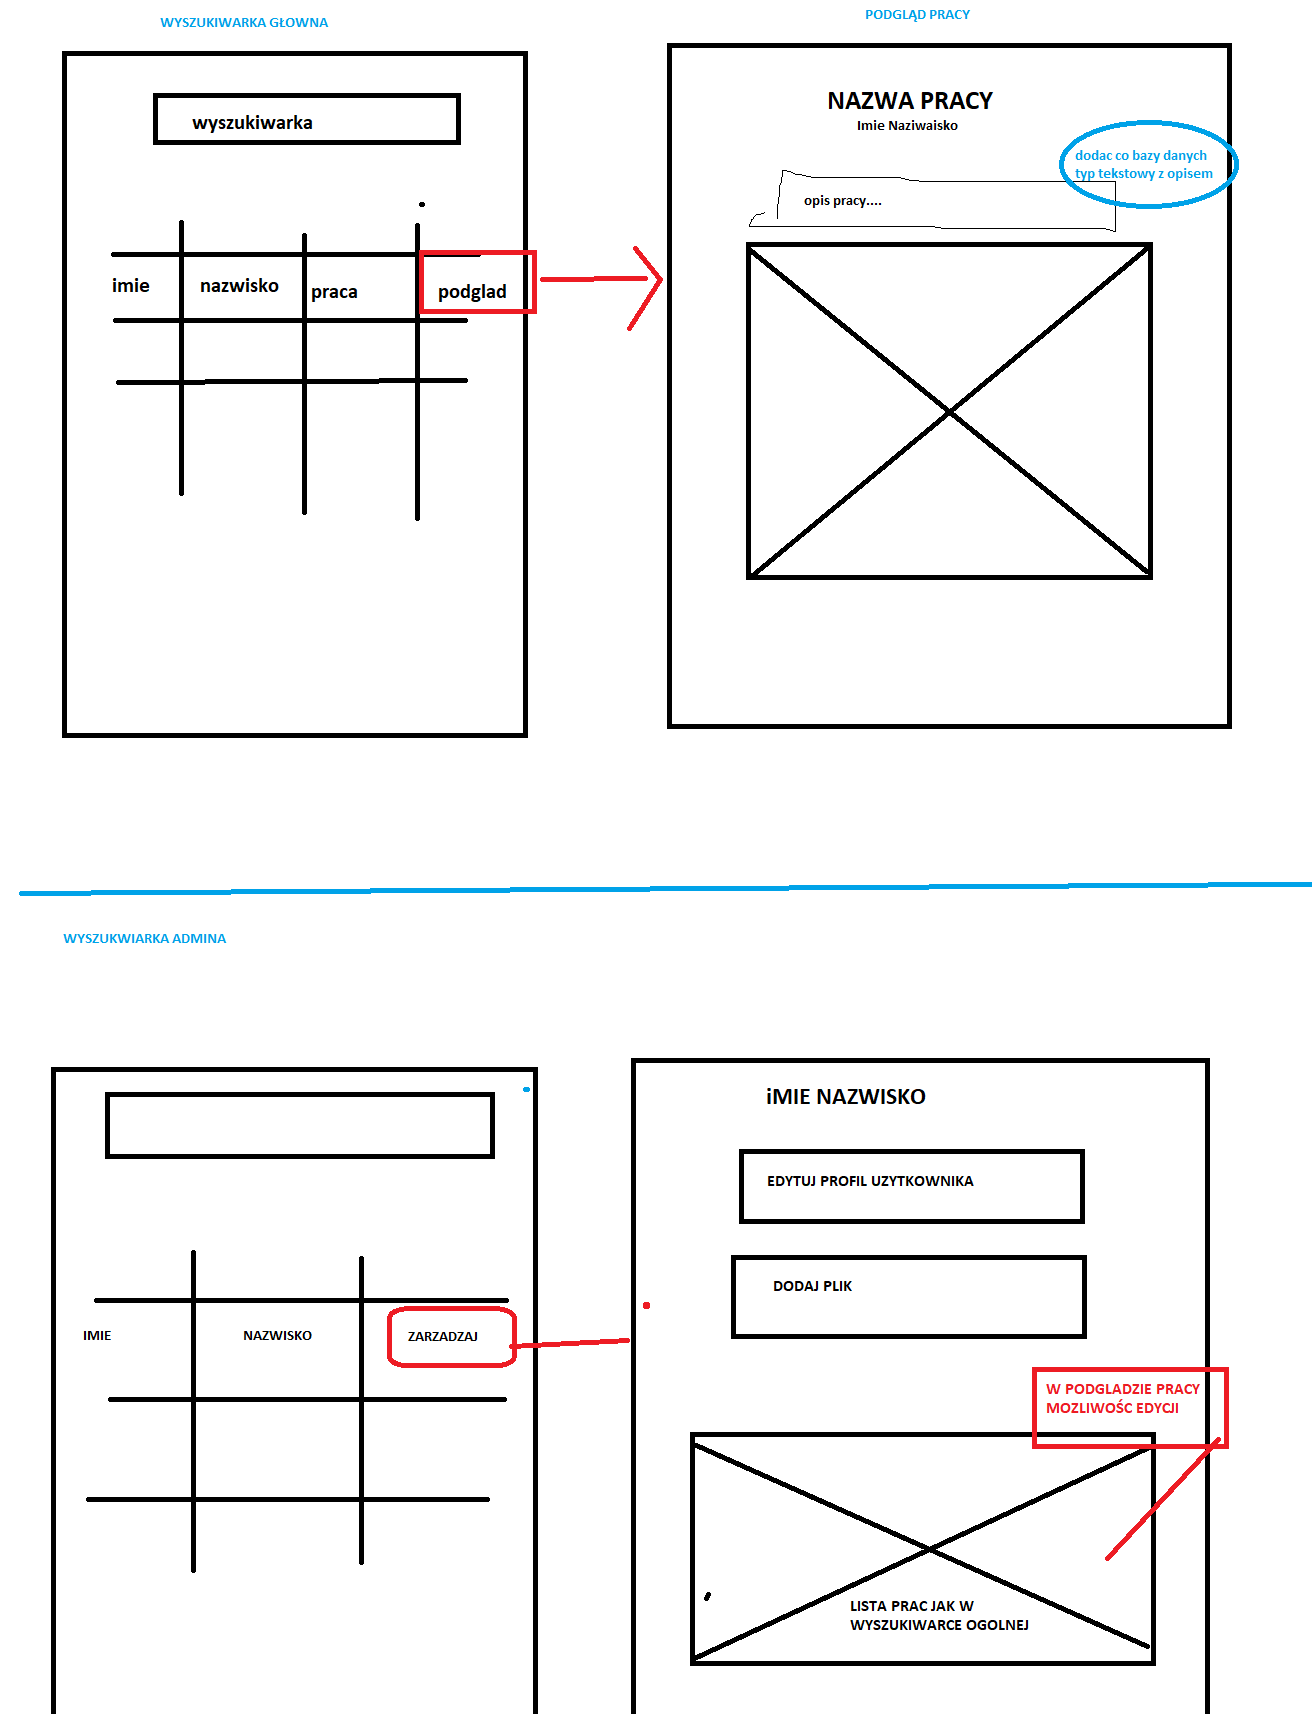 WYSZUKIWARKA GŁOWNA
PODGLĄD PRACY
wyszukiwarka
NAZWA PRACY
Imie Naziwaisko
dodac co bazy danych
typ tekstowy z opisem
opis pracy....
imie
nazwisko
praca
podglad
WYSZUKWIARKA ADMINA
iMIE NAZWISKO
EDYTUJ PROFIL UZYTKOWNIKA
DODAJ PLIK
IMIE
NAZWISKO
ZARZADZAJ
W PODGLADZIE PRACY
MOZLIWOŚC EDYCJI
LISTA PRAC JAK W
WYSZUKIWARCE OGOLNEJ